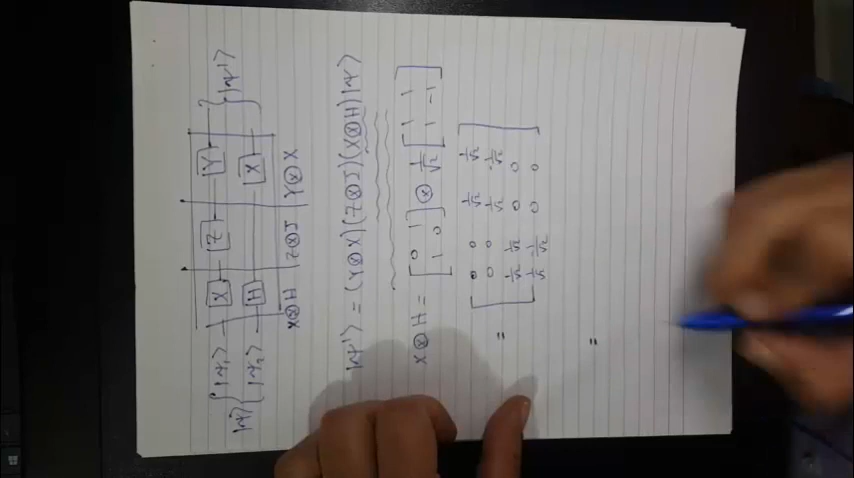 |ψ⟩ { |ψ₁⟩ X Z Y } |ψ'⟩
|ψ₂⟩ H X
X⊗H Z⊗I Y⊗X
|ψ'⟩ = (Y⊗X)(Z⊗I)(X⊗H)|ψ⟩
X⊗H = [0 1 ; 1 0] ⊗ 1/√2 [1 1 ; 1 -1]
= [0 0 1/√2 1/√2
0 0 1/√2 -1/√2
1/√2 1/√2 0 0
1/√2 -1/√2 0 0]
=